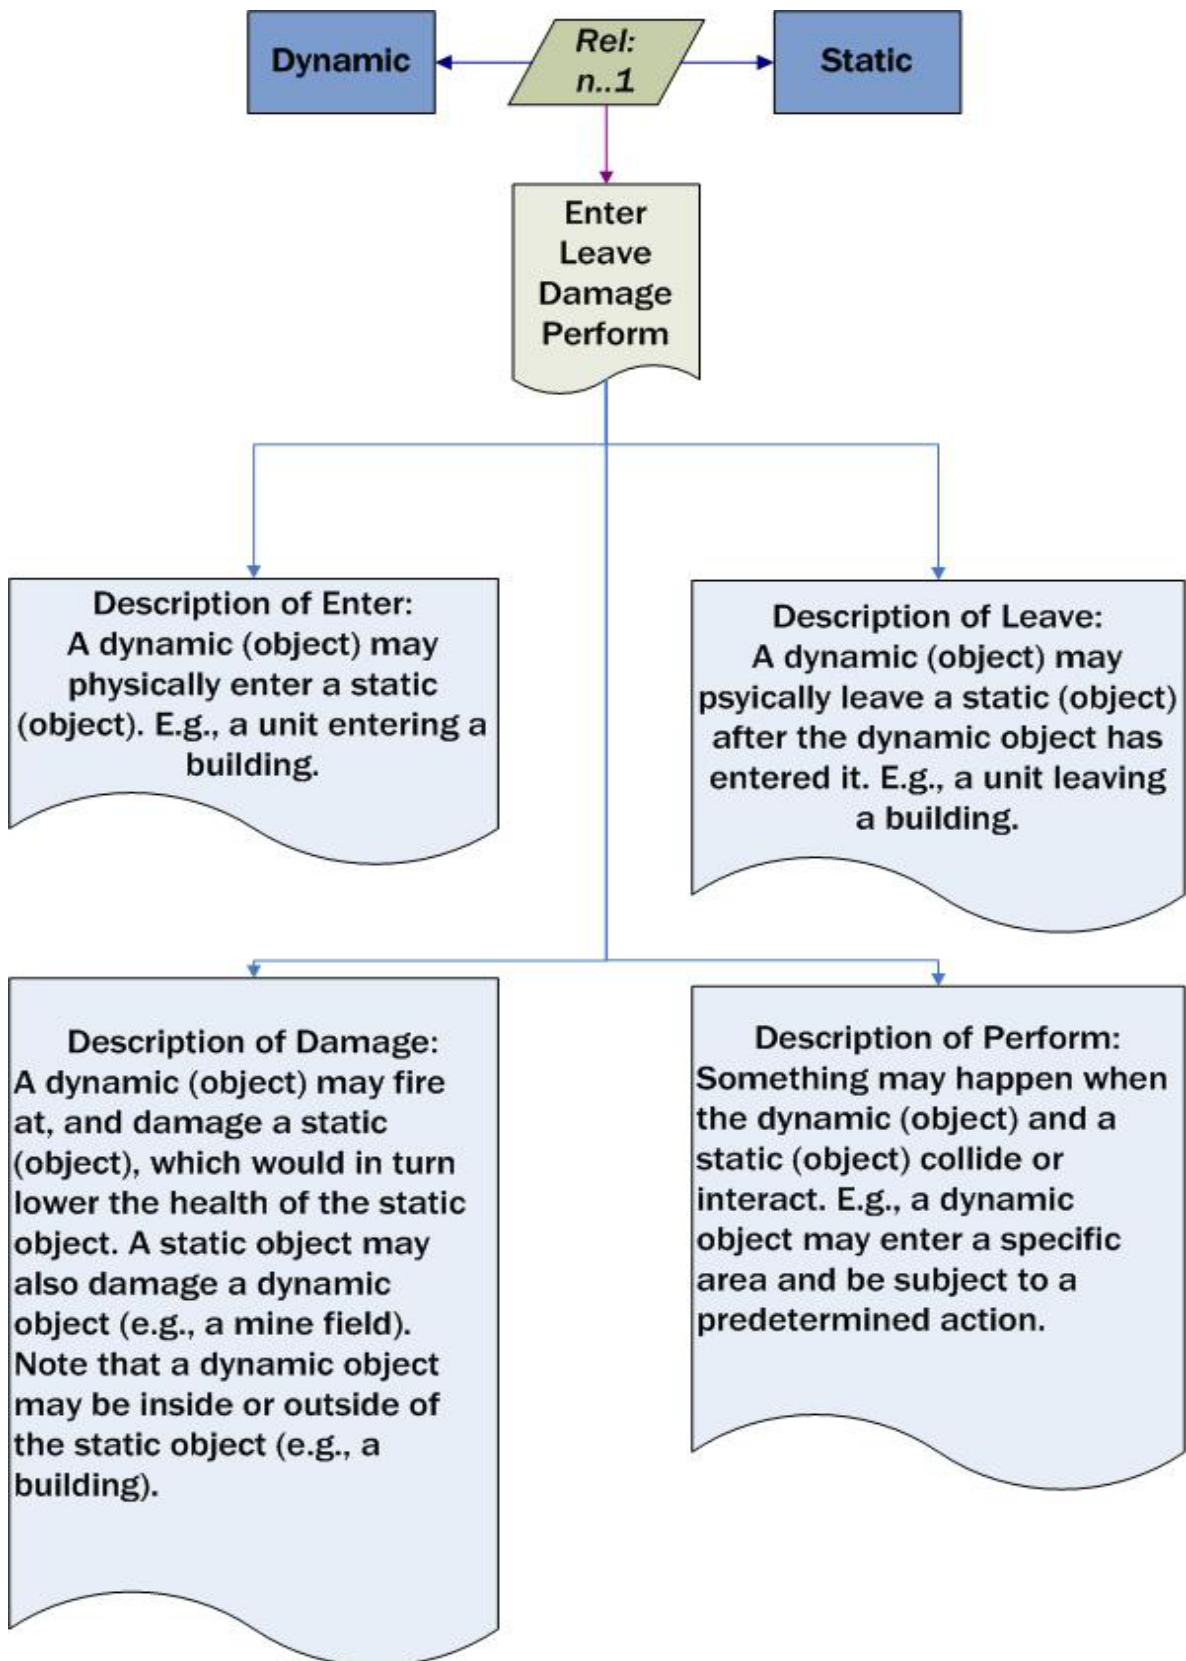 Dynamic
Rel:
n..1
Static
Enter
Leave
Damage
Perform
Description of Enter:
A dynamic (object) may
physically enter a static
(object). E.g., a unit entering a
building.
Description of Leave:
A dynamic (object) may
psyically leave a static (object)
after the dynamic object has
entered it. E.g., a unit leaving
a building.
Description of Damage:
A dynamic (object) may fire
at, and damage a static
(object), which would in turn
lower the health of the static
object. A static object may
also damage a dynamic
object (e.g., a mine field).
Note that a dynamic object
may be inside or outside of
the static object (e.g., a
building).
Description of Perform:
Something may happen when
the dynamic (object) and a
static (object) collide or
interact. E.g., a dynamic
object may enter a specific
area and be subject to a
predetermined action.